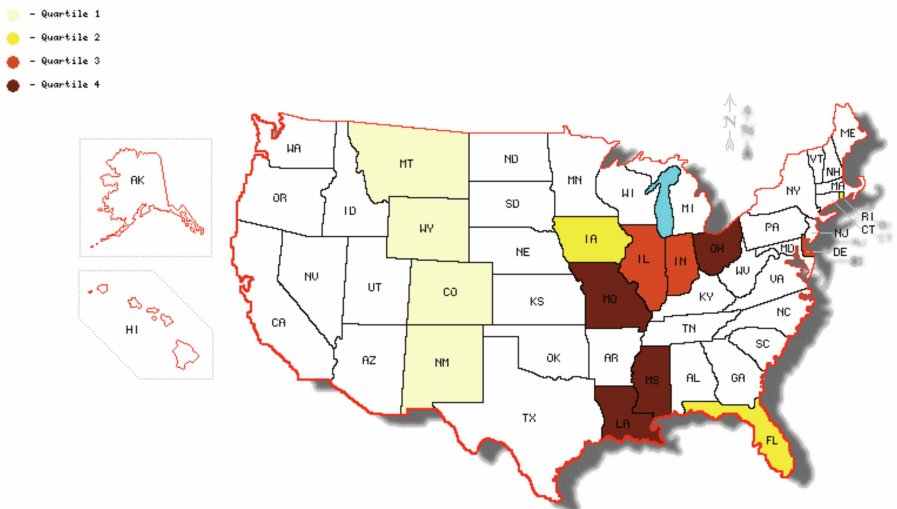 - Quartile 1
- Quartile 2
- Quartile 3
- Quartile 4
N
ME
WA
MT
ND
MN
VT
NH
WI
MI
NY
MA
AK
OR
ID
SD
RI
CT
WY
IA
PA
NJ
OH
MD
DE
NE
IL
IN
WV
VA
NV
UT
CO
KS
MO
KY
NC
HI
CA
TN
SC
AZ
NM
OK
AR
MS
AL
GA
TX
LA
FL